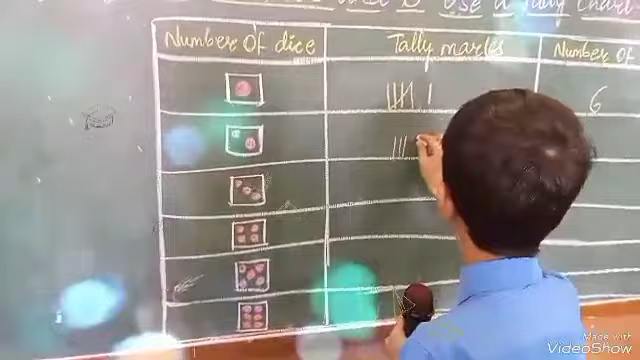 Use a Tally Chart
Number Of dice
Tally marks
Number Of
6
Made with
VideoShow